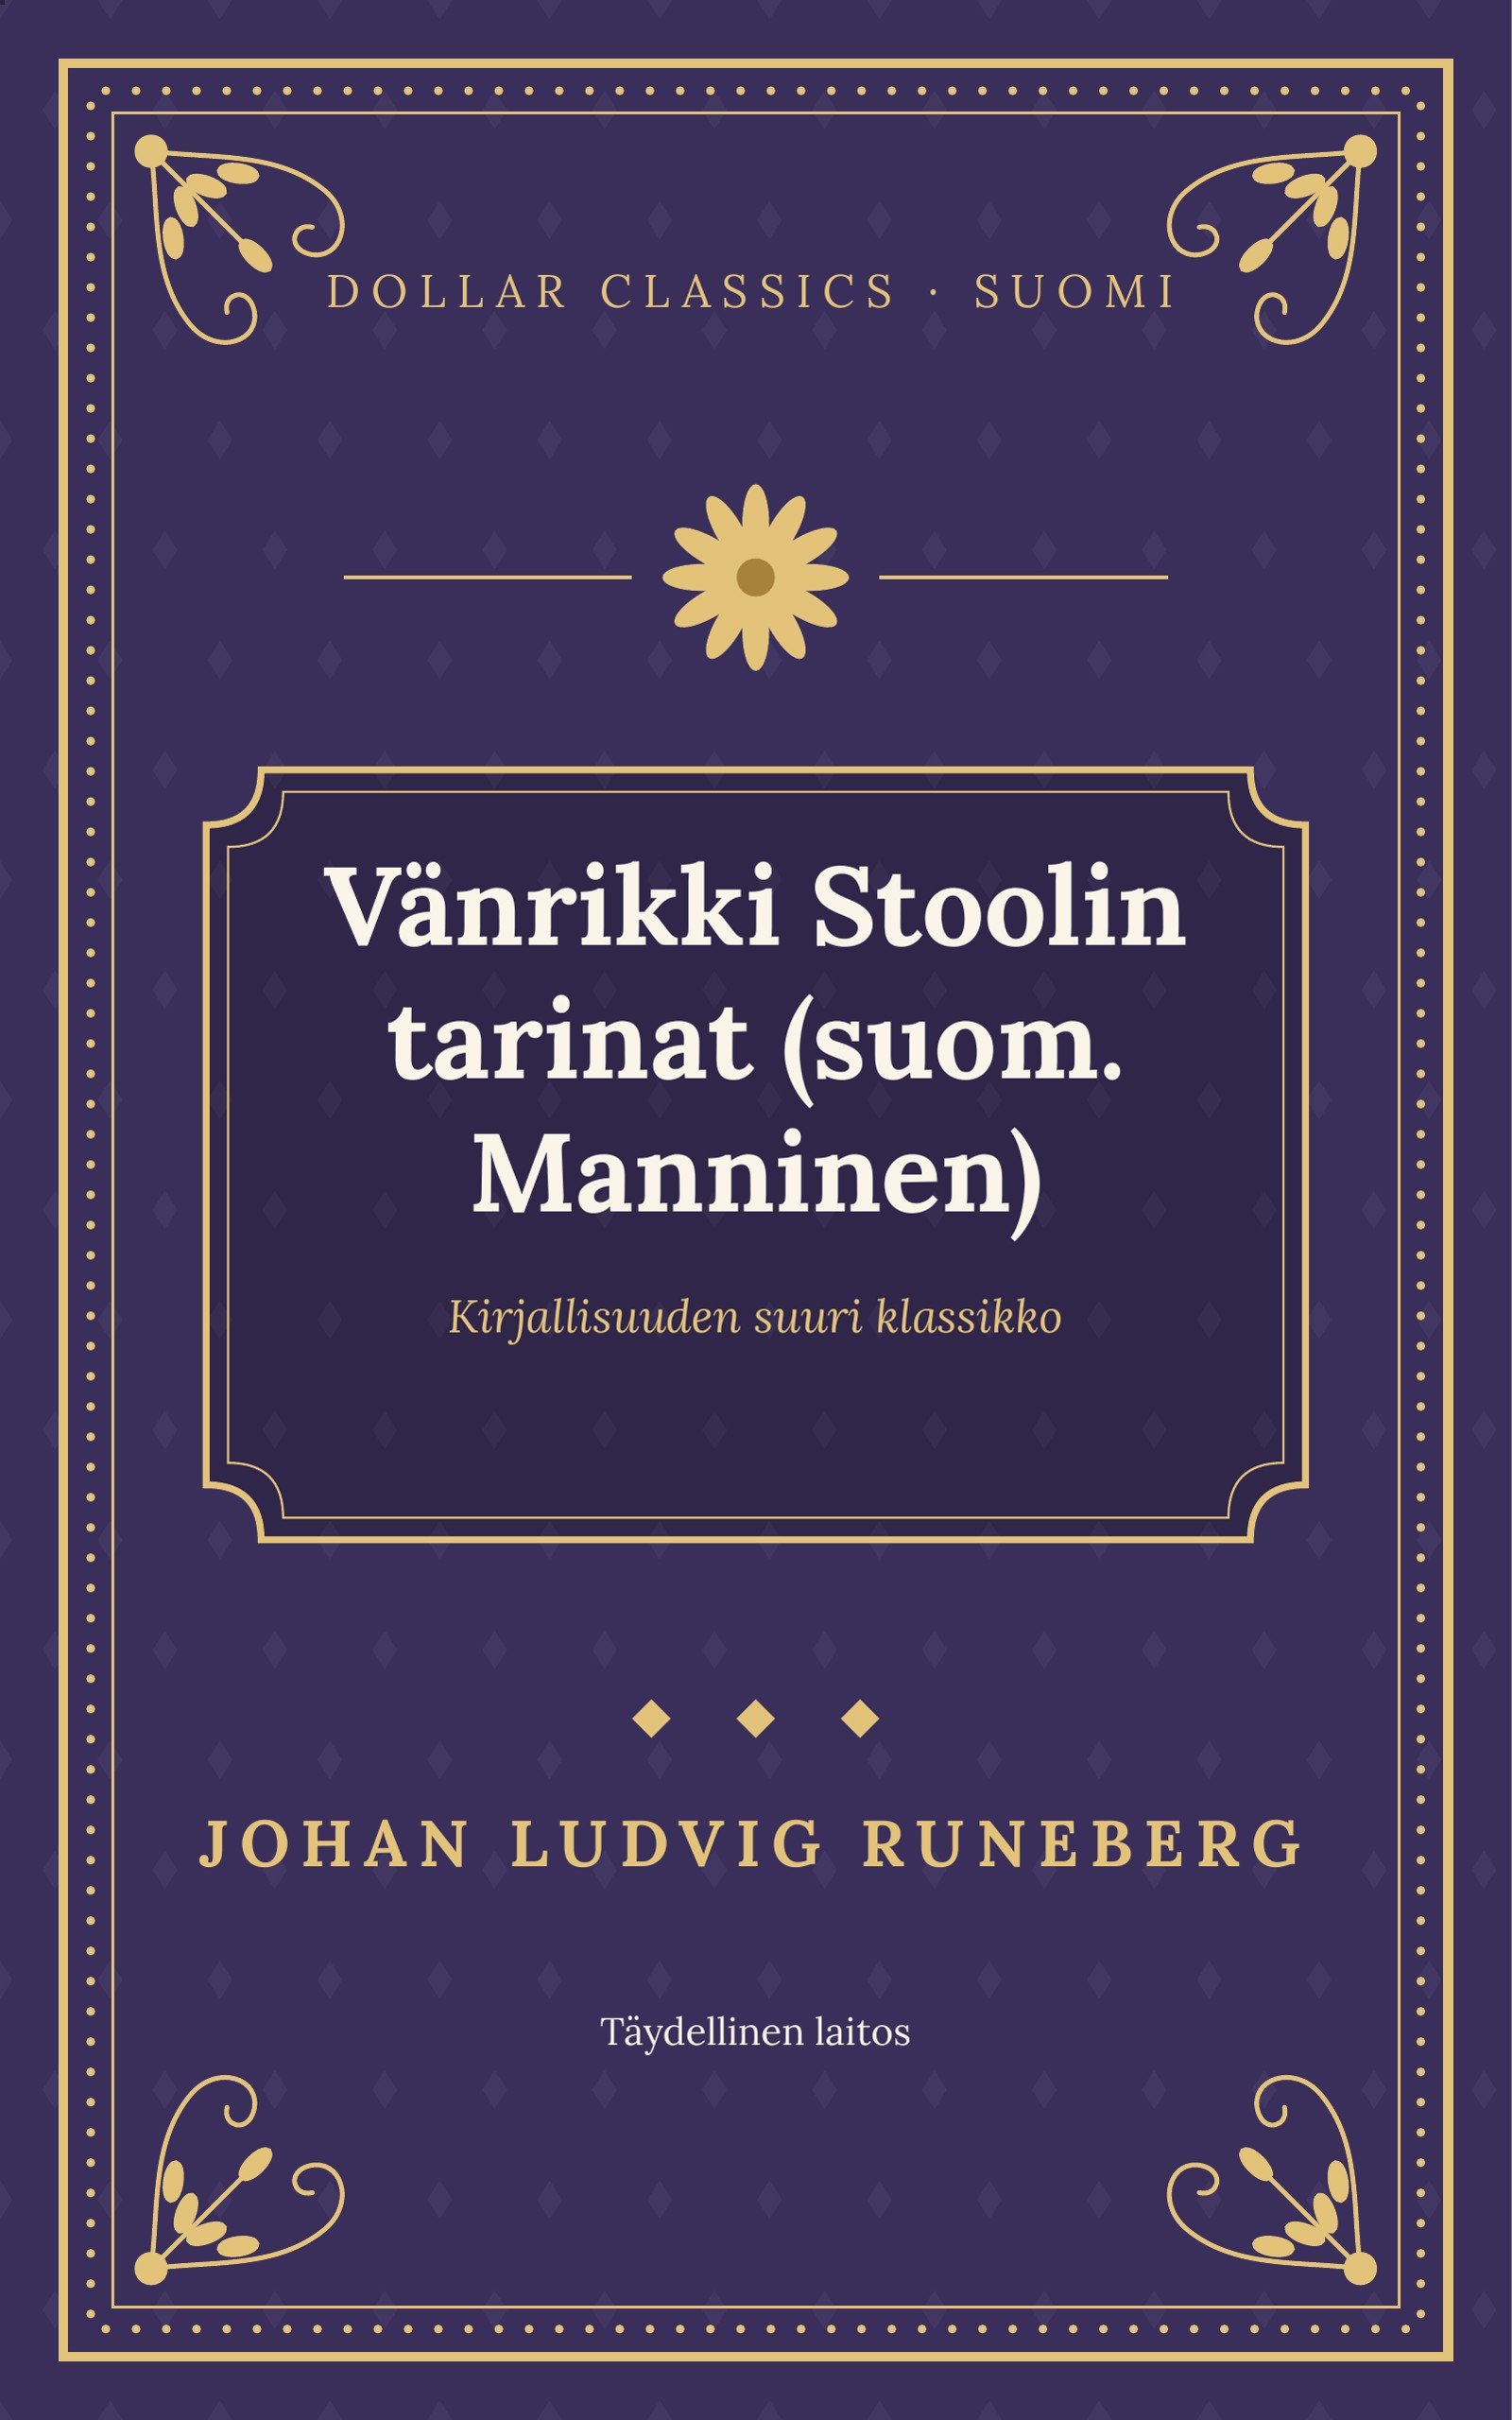 DOLLAR CLASSICS · SUOMI
Vänrikki Stoolin
tarinat (suom.
Manninen)
Kirjallisuuden suuri klassikko
JOHAN LUDVIG RUNEBERG
Täydellinen laitos